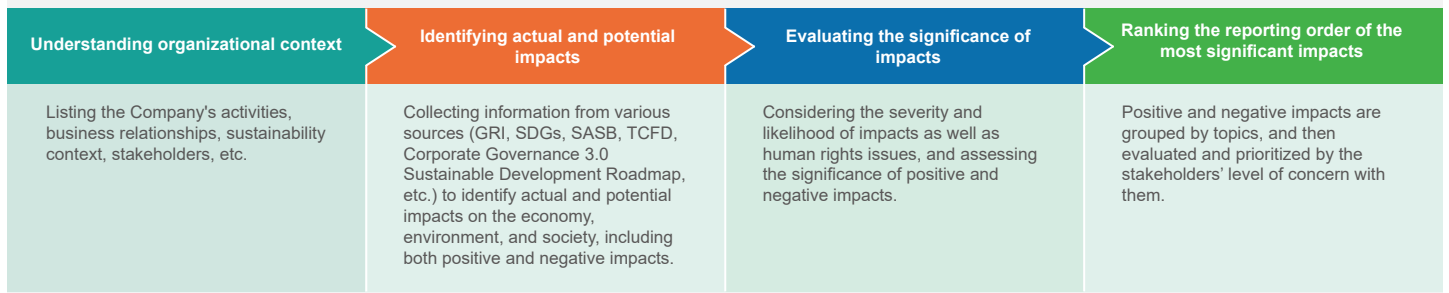 Understanding organizational context
Identifying actual and potential
impacts
Evaluating the significance of
impacts
Ranking the reporting order of the
most significant impacts
Listing the Company's activities,
business relationships, sustainability
context, stakeholders, etc.
Collecting information from various
sources (GRI, SDGs, SASB, TCFD,
Corporate Governance 3.0
Sustainable Development Roadmap,
etc.) to identify actual and potential
impacts on the economy,
environment, and society, including
both positive and negative impacts.
Considering the severity and
likelihood of impacts as well as
human rights issues, and assessing
the significance of positive and
negative impacts.
Positive and negative impacts are
grouped by topics, and then
evaluated and prioritized by the
stakeholders’ level of concern with
them.